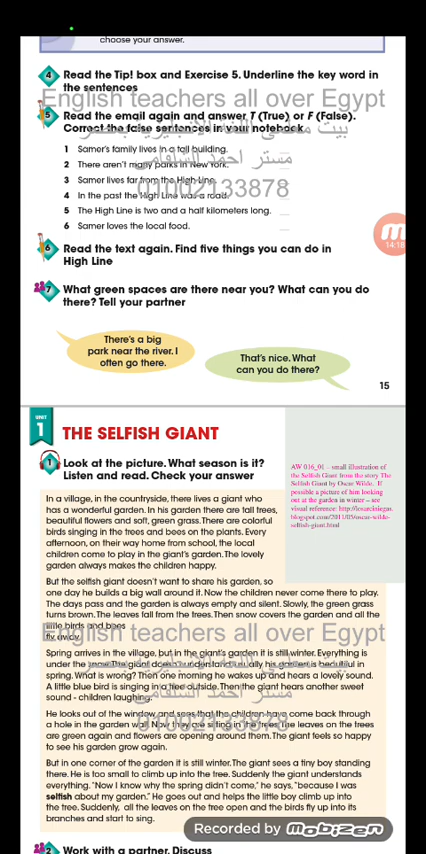 choose your answer.
4 Read the Tip! box and Exercise 5. Underline the key word in
the sentences
English teachers all over Egypt
5 Read the email again and answer T (True) or F (False).
Correct the false sentences in your noteback.
1 Samer's family lives in a tall building.
2 There aren't many parks in New York.
مستر احمد السلامى
3 Samer lives far from the High Line.
01002133878
4 In the past the High Line was a road.
5 The High Line is two and a half kilometers long.
6 Samer loves the local food.
14:18
6 Read the text again. Find five things you can do in
High Line
7 What green spaces are there near you? What can you do
there? Tell your partner
There's a big
park near the river. I
often go there.
That's nice. What
can you do there?
15
UNIT
1
THE SELFISH GIANT
1 Look at the picture. What season is it?
Listen and read. Check your answer
AW 016_01 – small illustration of
the Selfish Giant from the story The
Selfish Giant by Oscar Wilde. If
possible a picture of him looking
out at the garden in winter – see
visual reference:
selfish-giant.html
In a village, in the countryside, there lives a giant who
has a wonderful garden. In his garden there are tall trees,
beautiful flowers and soft, green grass. There are colorful
birds singing in the trees and bees on the plants. Every
afternoon, on their way home from school, the local
children come to play in the giant's garden. The lovely
garden always makes the children happy.
But the selfish giant doesn't want to share his garden, so
one day he builds a big wall around it. Now the children never come there to play.
The days pass and the garden is always empty and silent. Slowly, the green grass
turns brown. The leaves fall from the trees. Then snow covers the garden and all the
little birds and bees
fly away.
English teachers all over Egypt
Spring arrives in the village, but in the giant's garden it is still winter. Everything is
under the snow. The giant doesn't understand, usually his garden is beautiful in
spring. What is wrong? Then one morning he wakes up and hears a lovely sound.
A little blue bird is singing in a tree outside. Then the giant hears another sweet
sound - children laughing.
مستر احمد السلامى
He looks out of the window and sees that the children have come back through
01002133878
a hole in the garden wall. Now they are sitting in the trees. The leaves on the trees
are green again and flowers are opening around them. The giant feels so happy
to see his garden grow again.
But in one corner of the garden it is still winter. The giant sees a tiny boy standing
there. He is too small to climb up into the tree. Suddenly the giant understands
everything. "Now I know why the spring didn't come," he says, "because I was
selfish about my garden." He goes out and helps the little boy climb up into
the tree. Suddenly, all the leaves on the tree open and the birds fly up into its
branches and start to sing.
Recorded by mobizen
2 Work with a partner. Discuss